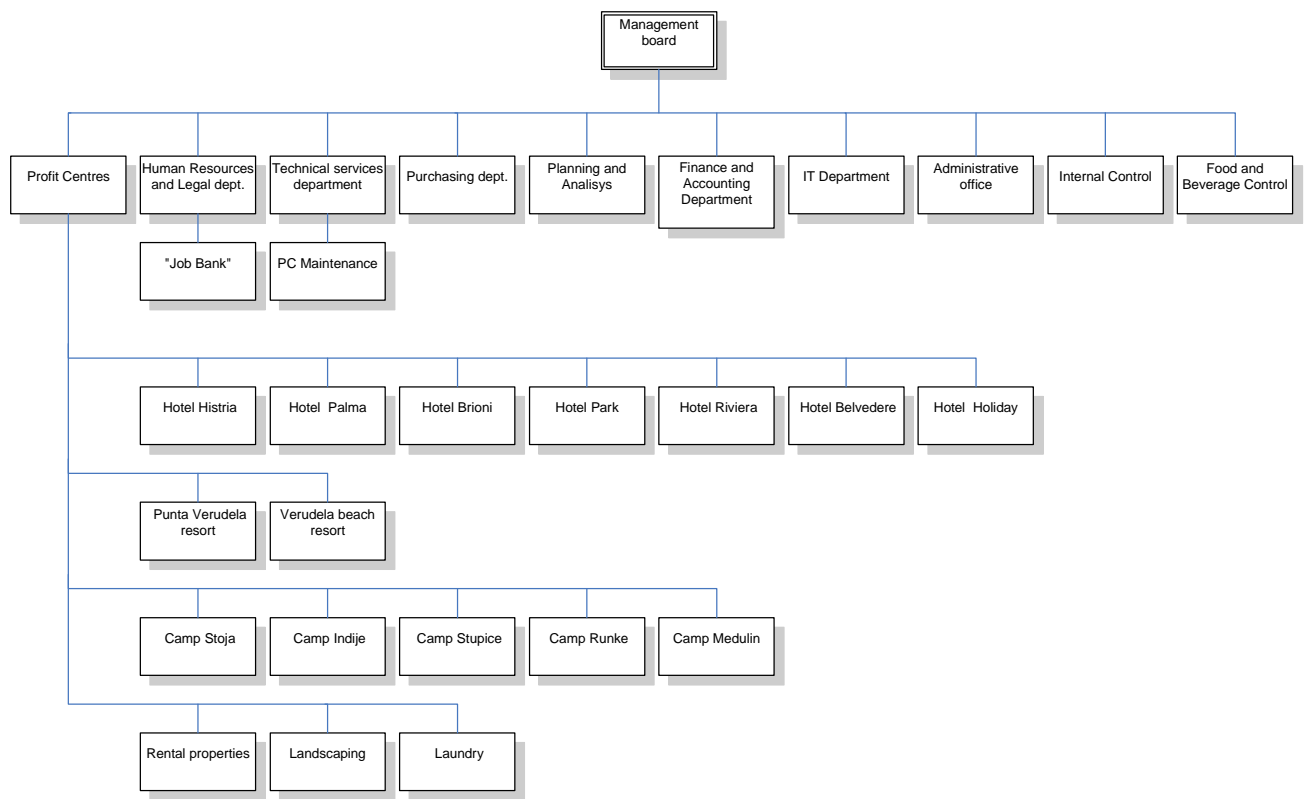 Management
board
Profit Centres
Human Resources
and Legal dept.
Technical services
department
Purchasing dept.
Planning and
Analisys
Finance and
Accounting
Department
IT Department
Administrative
office
Internal Control
Food and
Beverage Control
"Job Bank"
PC Maintenance
Hotel Histria
Hotel Palma
Hotel Brioni
Hotel Park
Hotel Riviera
Hotel Belvedere
Hotel Holiday
Punta Verudela
resort
Verudela beach
resort
Camp Stoja
Camp Indije
Camp Stupice
Camp Runke
Camp Medulin
Rental properties
Landscaping
Laundry